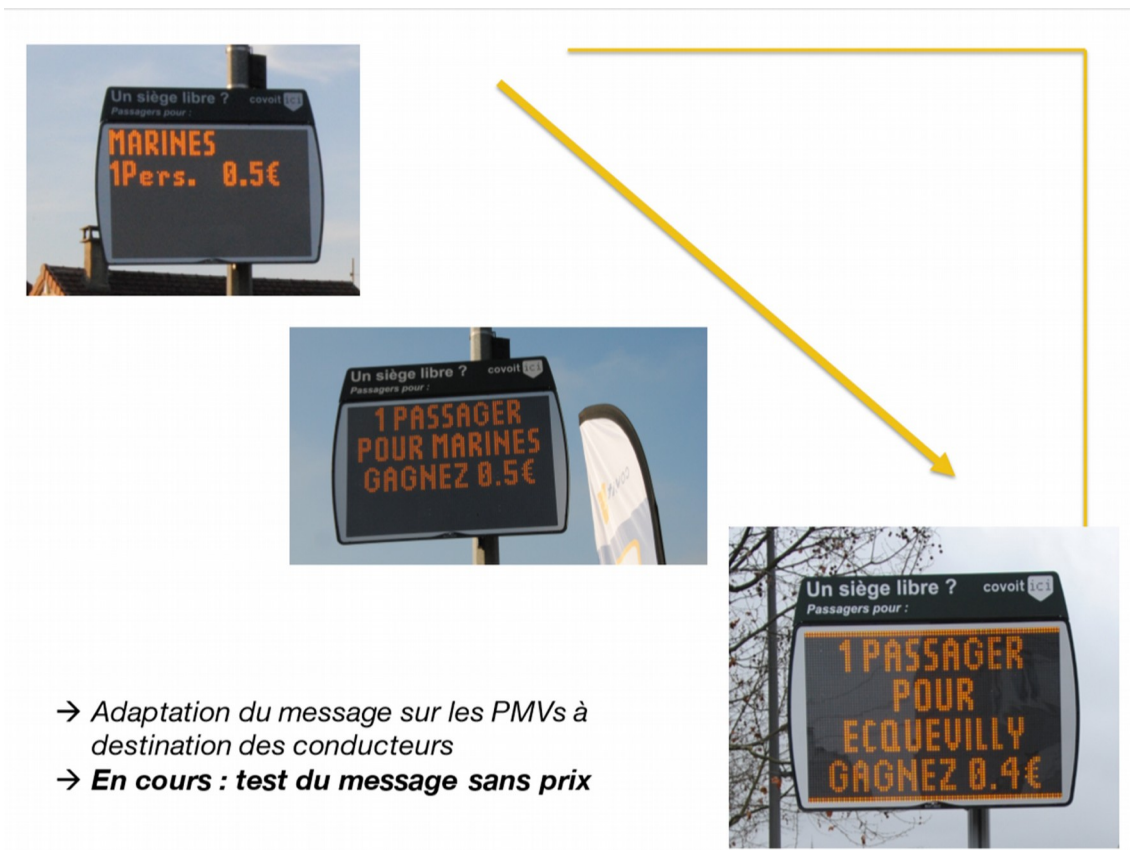 Un siège libre ? covoit ici
Passagers pour :
MARINES
1Pers. 0.5€
Un siège libre ? covoit ici
Passagers pour :
1 PASSAGER
POUR MARINES
GAGNEZ 0.5€
Un siège libre ? covoit ici
Passagers pour :
1 PASSAGER
POUR
ECQUEVILLY
GAGNEZ 0.4€
→ Adaptation du message sur les PMVs à
destination des conducteurs
→ En cours : test du message sans prix